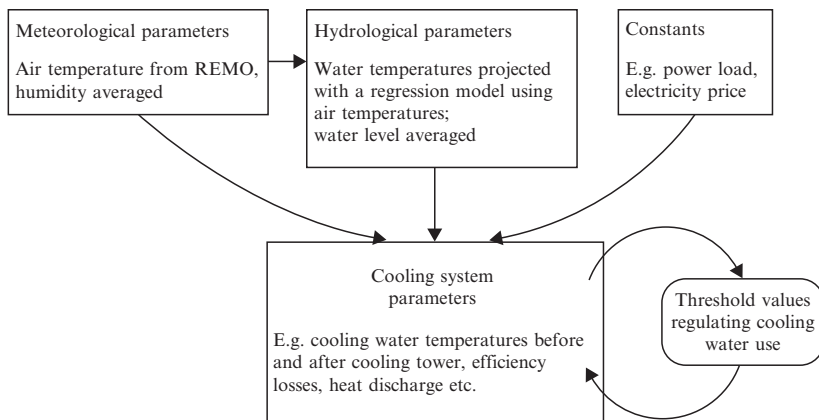 Meteorological parameters
Air temperature from REMO,
humidity averaged
Hydrological parameters
Water temperatures projected
with a regression model using
air temperatures;
water level averaged
Constants
E.g. power load,
electricity price
Cooling system
parameters
E.g. cooling water temperatures before
and after cooling tower, efficiency
losses, heat discharge etc.
Threshold values
regulating cooling
water use